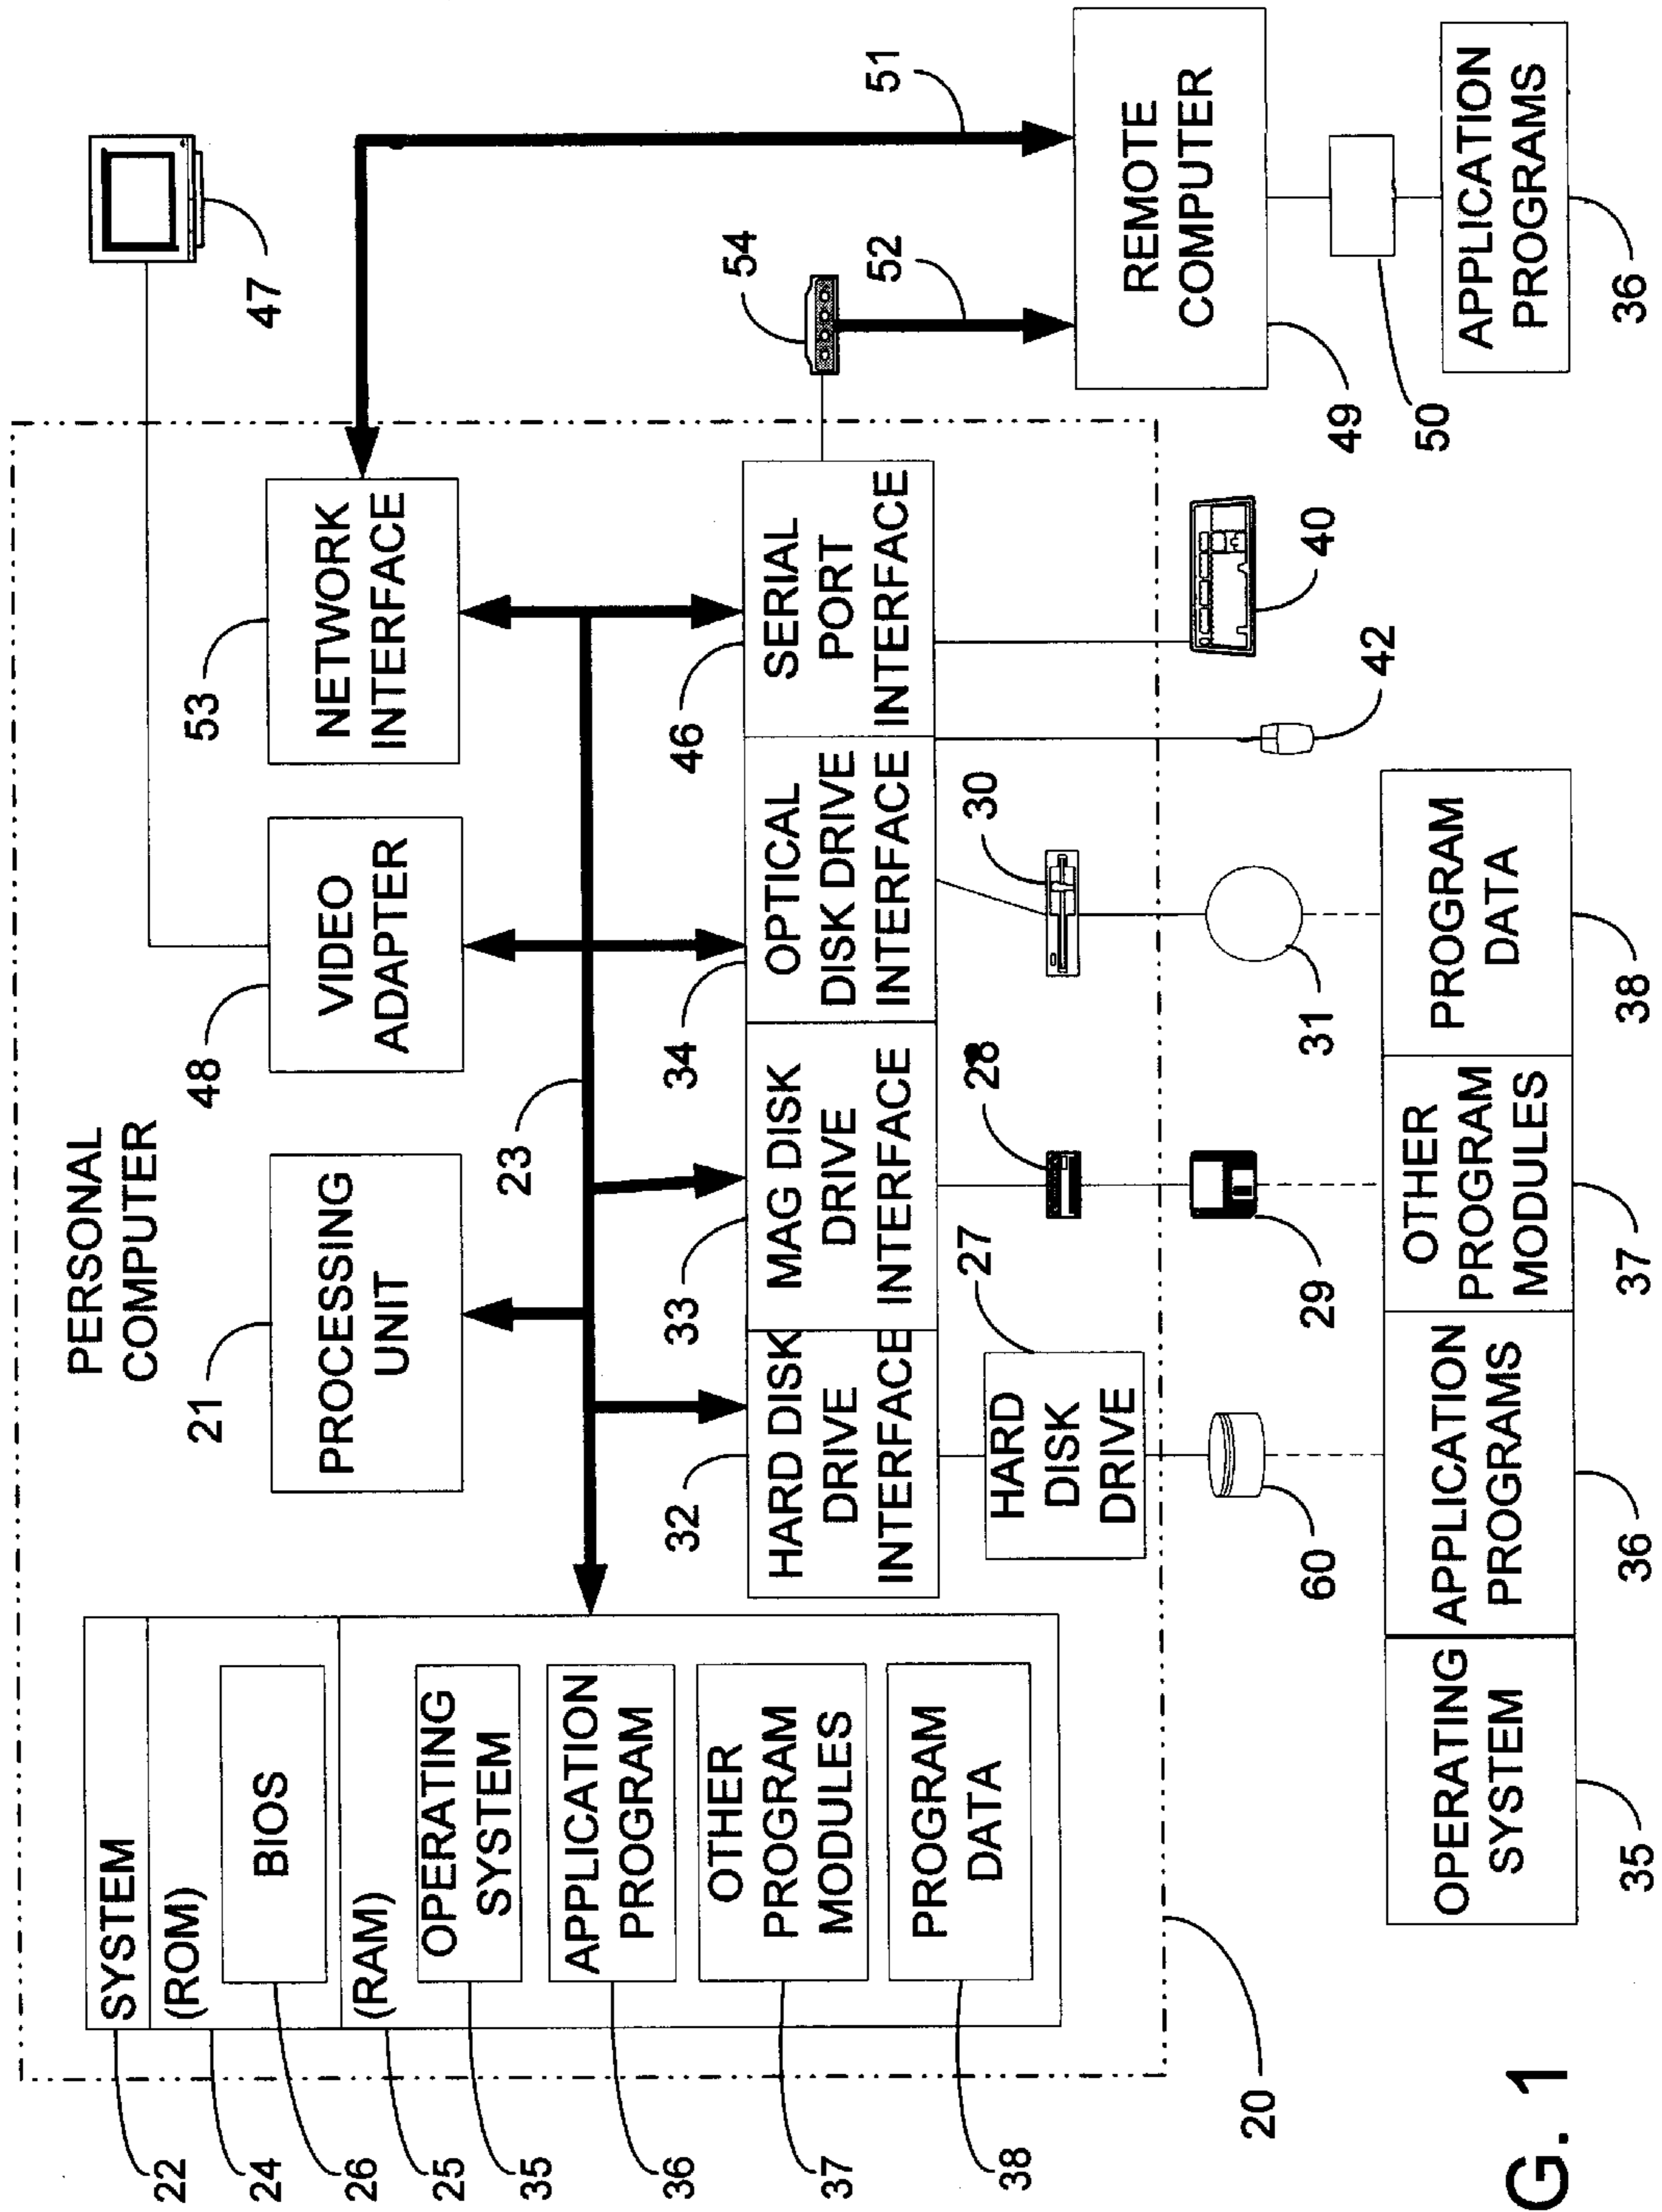 PERSONAL
COMPUTER
47
22
SYSTEM
24
(ROM)
26
BIOS
25
(RAM)
35
OPERATING
SYSTEM
36
APPLICATION
PROGRAM
37
OTHER
PROGRAM
MODULES
38
PROGRAM
DATA
21
PROCESSING
UNIT
48
VIDEO
ADAPTER
53
NETWORK
INTERFACE
23
32
HARD DISK
DRIVE
INTERFACE
33
MAG DISK
DRIVE
INTERFACE
34
OPTICAL
DISK DRIVE
INTERFACE
46
SERIAL
PORT
INTERFACE
54
52
51
27
HARD
DISK
DRIVE
28
30
20
60
29
31
42
40
REMOTE
COMPUTER
49
50
OPERATING
SYSTEM
35
APPLICATION
PROGRAMS
36
OTHER
PROGRAM
MODULES
37
PROGRAM
DATA
38
APPLICATION
PROGRAMS
36
G. 1